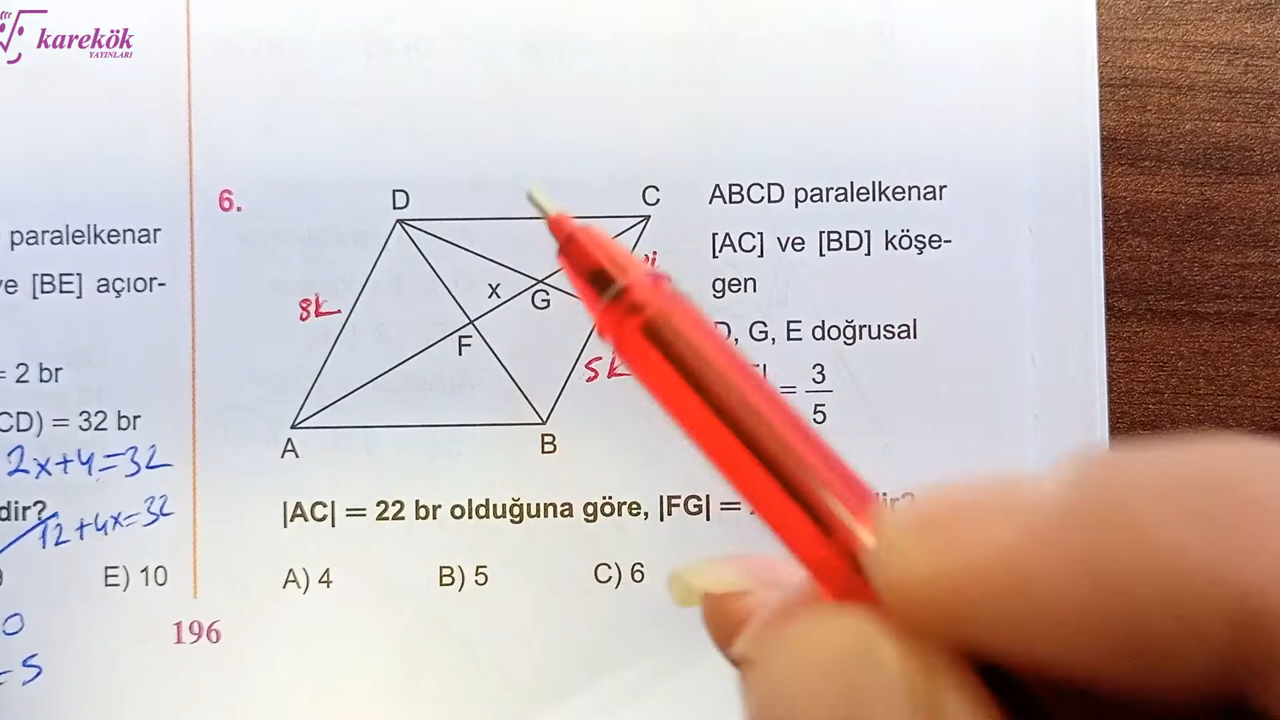 karekök
YAYINLARI
paralelkenar
[BE] açıor-
= 2 br
CD) = 32 br
2x+4=32
dir?
12+4x=32
E) 10
196
6.
D
C
8k
x
G
F
5k
A
B
ABCD paralelkenar
[AC] ve [BD] köşe-
gen
D, G, E doğrusal
= 3
5
|AC| = 22 br olduğuna göre, |FG| =
A) 4 B) 5 C) 6